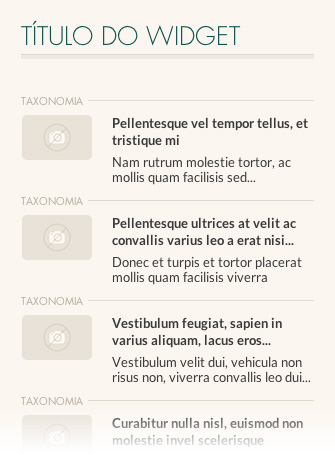 TÍTULO DO WIDGET
TAXONOMIA
Pellentesque vel tempor tellus, et
tristique mi
Nam rutrum molestie tortor, ac
mollis quam facilisis sed...
TAXONOMIA
Pellentesque ultrices at velit ac
convallis varius leo a erat nisi...
Donec et turpis et tortor placerat
mollis quam facilisis viverra
TAXONOMIA
Vestibulum feugiat, sapien in
varius aliquam, lacus eros...
Vestibulum velit dui, vehicula non
risus non, viverra convallis leo dui...
TAXONOMIA
Curabitur nulla nisl, euismod non
molestie invel scelerisque